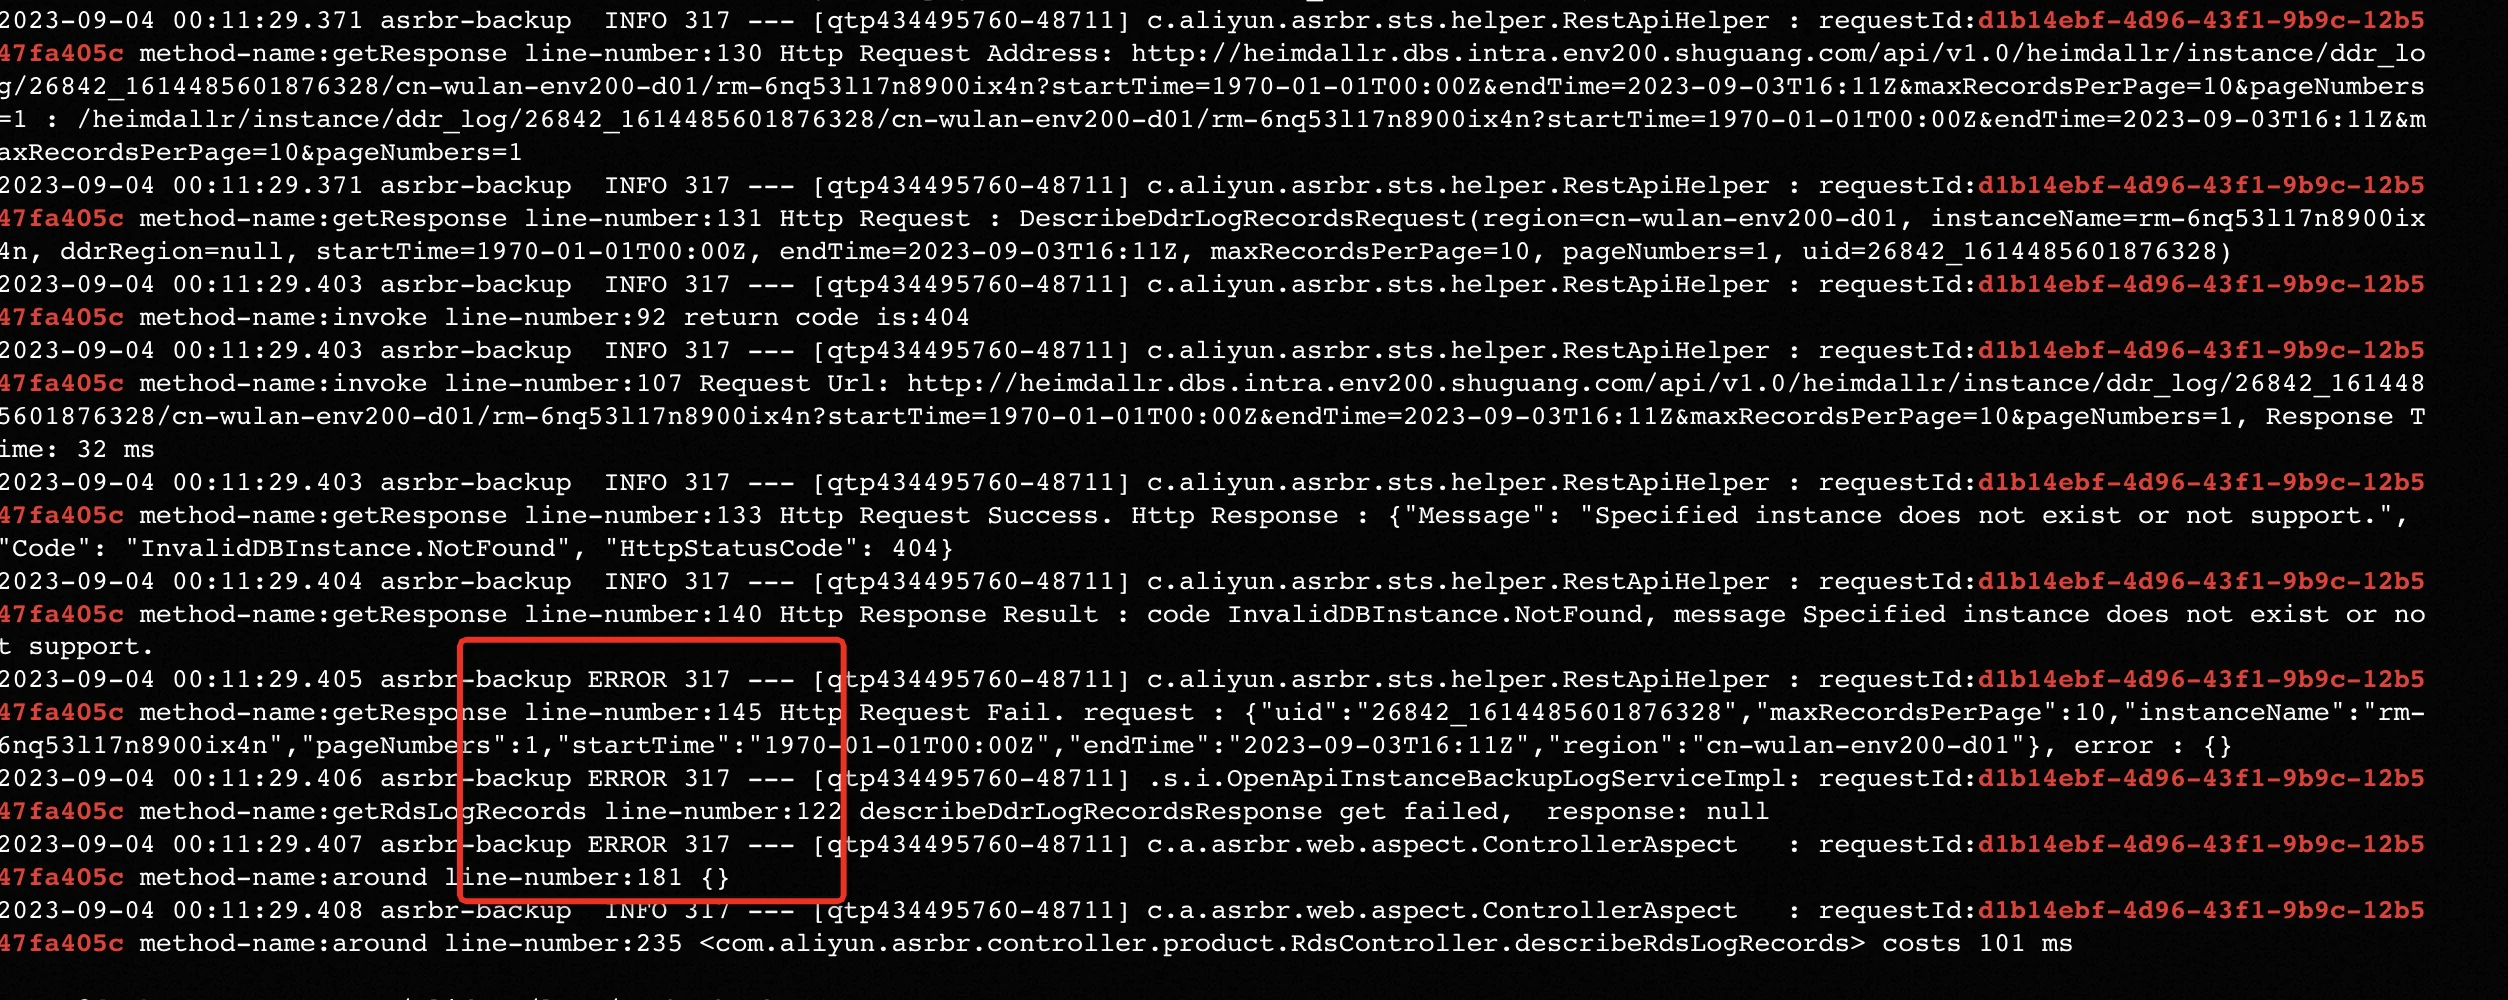 2023-09-04 00:11:29.371 asrbr-backup  INFO 317 --- [qtp434495760-48711] c.aliyun.asrbr.sts.helper.RestApiHelper : requestId:d1b14ebf-4d96-43f1-9b9c-12b5
47fa405c method-name:getResponse line-number:130 Http Request Address: http://heimdallr.dbs.intra.env200.shuguang.com/api/v1.0/heimdallr/instance/ddr_lo
g/26842_1614485601876328/cn-wulan-env200-d01/rm-6nq53l17n8900ix4n?startTime=1970-01-01T00:00Z&endTime=2023-09-03T16:11Z&maxRecordsPerPage=10&pageNumbers
=1 : /heimdallr/instance/ddr_log/26842_1614485601876328/cn-wulan-env200-d01/rm-6nq53l17n8900ix4n?startTime=1970-01-01T00:00Z&endTime=2023-09-03T16:11Z&m
axRecordsPerPage=10&pageNumbers=1
2023-09-04 00:11:29.371 asrbr-backup  INFO 317 --- [qtp434495760-48711] c.aliyun.asrbr.sts.helper.RestApiHelper : requestId:d1b14ebf-4d96-43f1-9b9c-12b5
47fa405c method-name:getResponse line-number:131 Http Request : DescribeDdrLogRecordsRequest(region=cn-wulan-env200-d01, instanceName=rm-6nq53l17n8900ix
4n, ddrRegion=null, startTime=1970-01-01T00:00Z, endTime=2023-09-03T16:11Z, maxRecordsPerPage=10, pageNumbers=1, uid=26842_1614485601876328)
2023-09-04 00:11:29.403 asrbr-backup  INFO 317 --- [qtp434495760-48711] c.aliyun.asrbr.sts.helper.RestApiHelper : requestId:d1b14ebf-4d96-43f1-9b9c-12b5
47fa405c method-name:invoke line-number:92 return code is:404
2023-09-04 00:11:29.403 asrbr-backup  INFO 317 --- [qtp434495760-48711] c.aliyun.asrbr.sts.helper.RestApiHelper : requestId:d1b14ebf-4d96-43f1-9b9c-12b5
47fa405c method-name:invoke line-number:107 Request Url: http://heimdallr.dbs.intra.env200.shuguang.com/api/v1.0/heimdallr/instance/ddr_log/26842_161448
5601876328/cn-wulan-env200-d01/rm-6nq53l17n8900ix4n?startTime=1970-01-01T00:00Z&endTime=2023-09-03T16:11Z&maxRecordsPerPage=10&pageNumbers=1, Response T
ime: 32 ms
2023-09-04 00:11:29.403 asrbr-backup  INFO 317 --- [qtp434495760-48711] c.aliyun.asrbr.sts.helper.RestApiHelper : requestId:d1b14ebf-4d96-43f1-9b9c-12b5
47fa405c method-name:getResponse line-number:133 Http Request Success. Http Response : {"Message": "Specified instance does not exist or not support.",
"Code": "InvalidDBInstance.NotFound", "HttpStatusCode": 404}
2023-09-04 00:11:29.404 asrbr-backup  INFO 317 --- [qtp434495760-48711] c.aliyun.asrbr.sts.helper.RestApiHelper : requestId:d1b14ebf-4d96-43f1-9b9c-12b5
47fa405c method-name:getResponse line-number:140 Http Response Result : code InvalidDBInstance.NotFound, message Specified instance does not exist or no
t support.
2023-09-04 00:11:29.405 asrbr-backup ERROR 317 --- [qtp434495760-48711] c.aliyun.asrbr.sts.helper.RestApiHelper : requestId:d1b14ebf-4d96-43f1-9b9c-12b5
47fa405c method-name:getResponse line-number:145 Http Request Fail. request : {"uid":"26842_1614485601876328","maxRecordsPerPage":10,"instanceName":"rm-
6nq53l17n8900ix4n","pageNumbers":1,"startTime":"1970-01-01T00:00Z","endTime":"2023-09-03T16:11Z","region":"cn-wulan-env200-d01"}, error : {}
2023-09-04 00:11:29.406 asrbr-backup ERROR 317 --- [qtp434495760-48711] .s.i.OpenApiInstanceBackupLogServiceImpl: requestId:d1b14ebf-4d96-43f1-9b9c-12b5
47fa405c method-name:getRdsLogRecords line-number:122 describeDdrLogRecordsResponse get failed,  response: null
2023-09-04 00:11:29.407 asrbr-backup ERROR 317 --- [qtp434495760-48711] c.a.asrbr.web.aspect.ControllerAspect   : requestId:d1b14ebf-4d96-43f1-9b9c-12b5
47fa405c method-name:around line-number:181 {}
2023-09-04 00:11:29.408 asrbr-backup  INFO 317 --- [qtp434495760-48711] c.a.asrbr.web.aspect.ControllerAspect   : requestId:d1b14ebf-4d96-43f1-9b9c-12b5
47fa405c method-name:around line-number:235 <com.aliyun.asrbr.controller.product.RdsController.describeRdsLogRecords> costs 101 ms